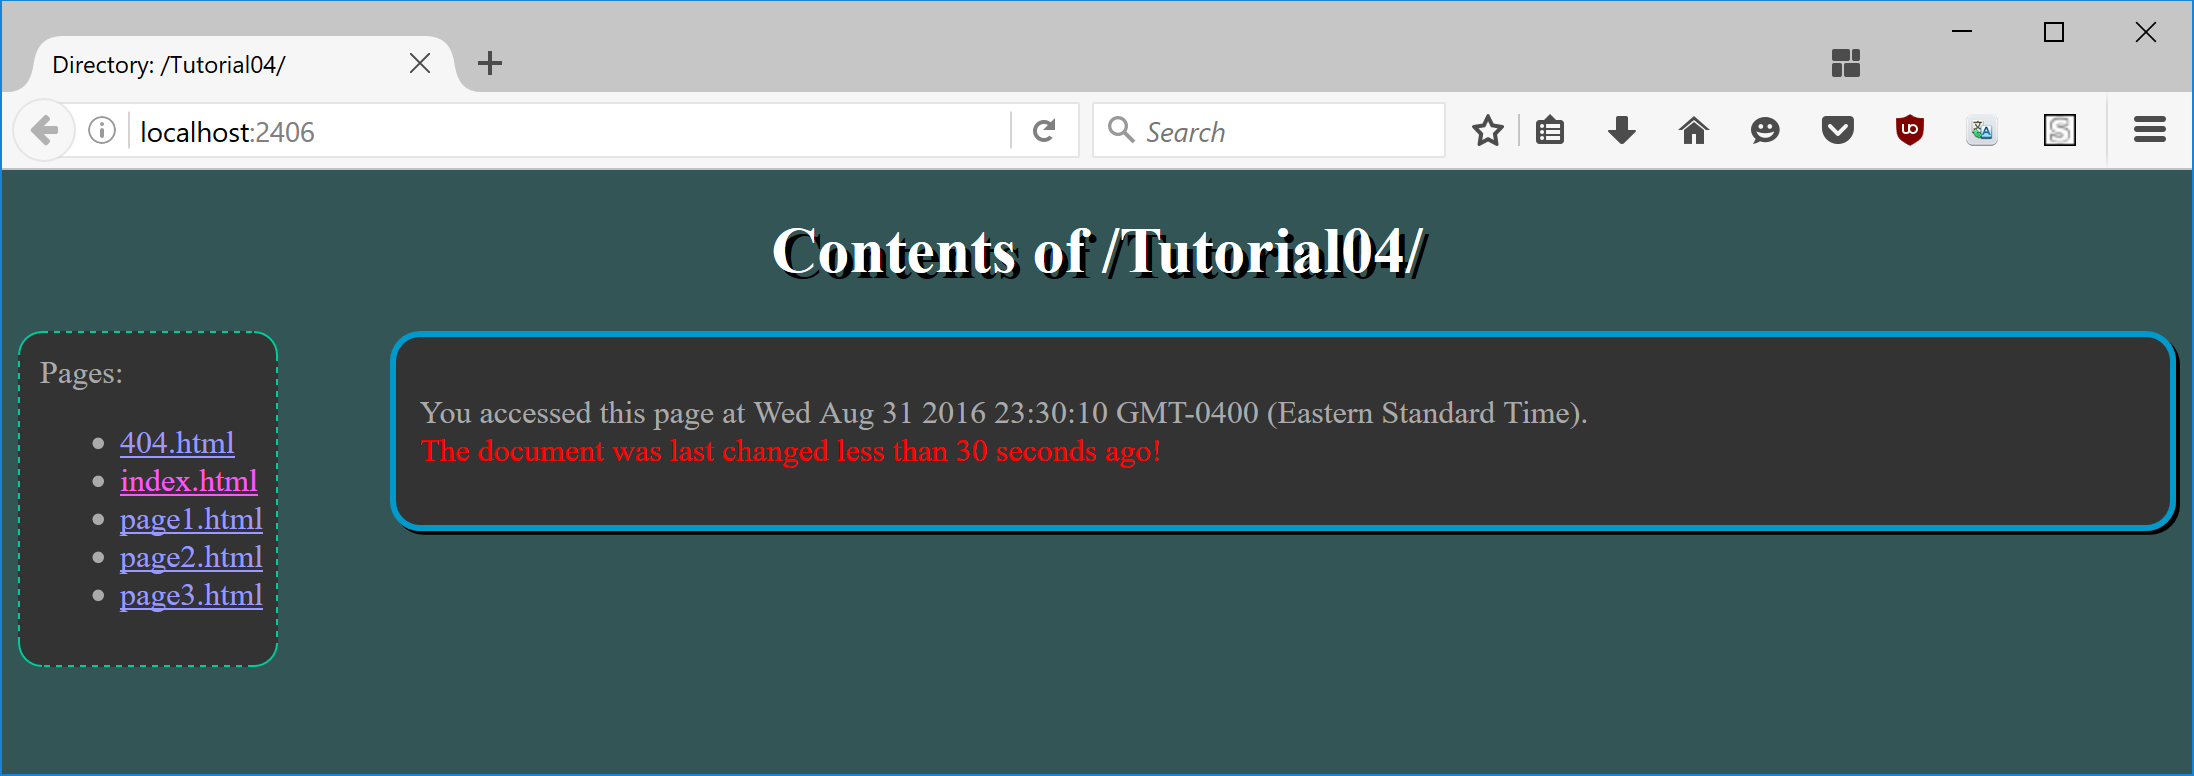 Directory: /Tutorial04/
localhost:2406
Search
Contents of /Tutorial04/
Pages:
404.html
index.html
page1.html
page2.html
page3.html
You accessed this page at Wed Aug 31 2016 23:30:10 GMT-0400 (Eastern Standard Time).
The document was last changed less than 30 seconds ago!